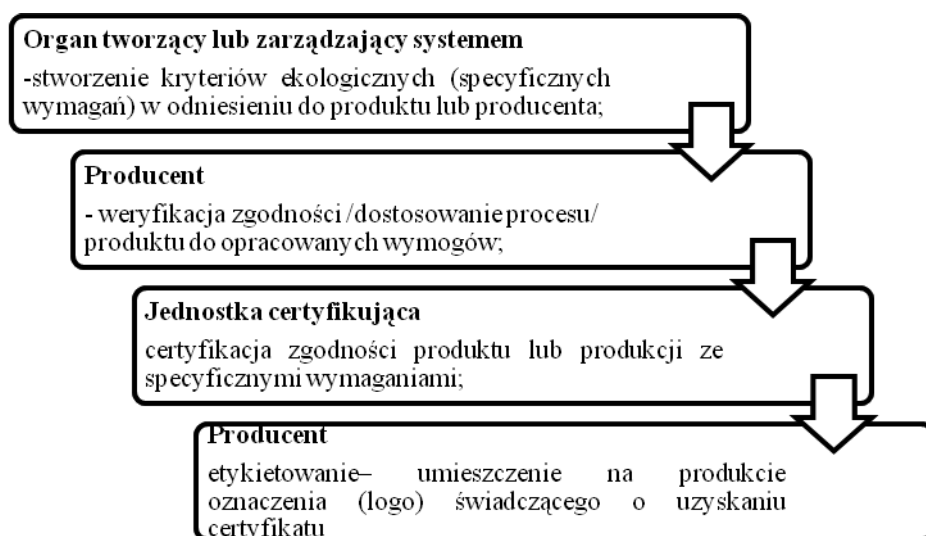 Organ tworzący lub zarządzający systemem
-stworzenie kryteriów ekologicznych (specyficznych
wymagań) w odniesieniu do produktu lub producenta;
Producent
- weryfikacja zgodności /dostosowanie procesu/
produktu do opracowanych wymogów;
Jednostka certyfikująca
certyfikacja zgodności produktu lub produkcji ze
specyficznymi wymaganiami;
Producent
etykietowanie– umieszczenie na produkcie
oznaczenia (logo) świadczącego o uzyskaniu
certyfikatu